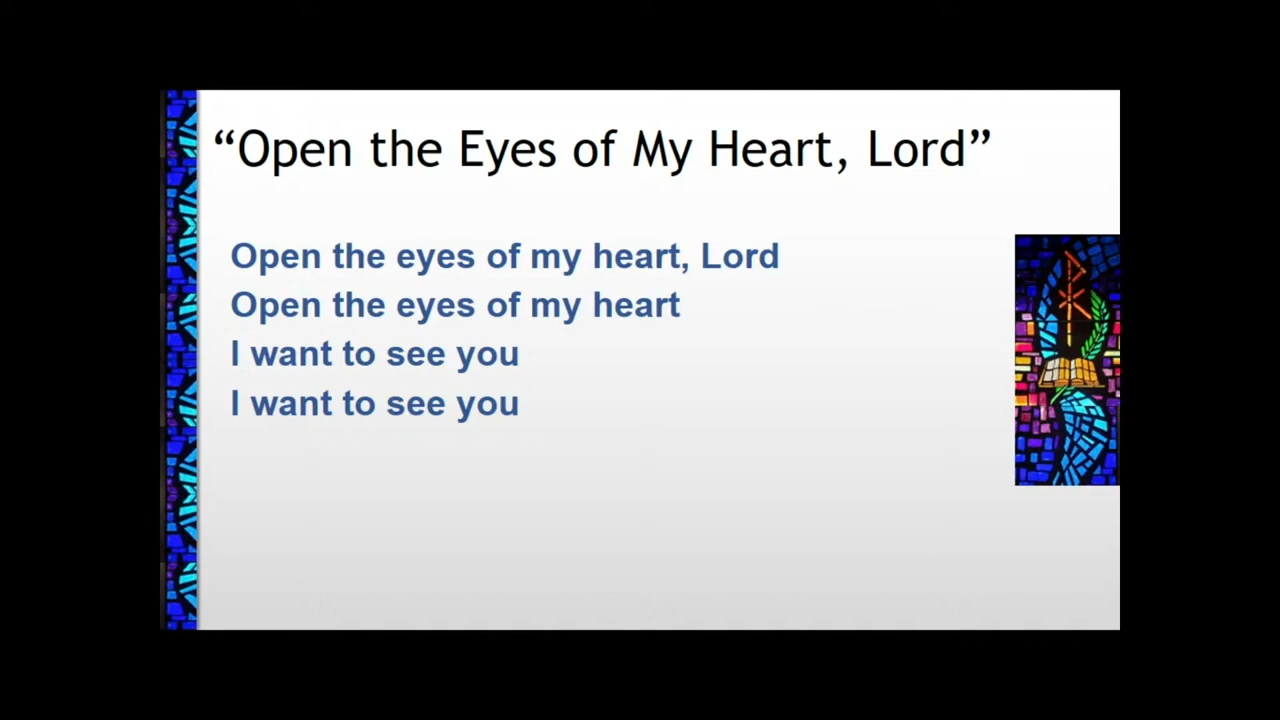 “Open the Eyes of My Heart, Lord”
Open the eyes of my heart, Lord
Open the eyes of my heart
I want to see you
I want to see you